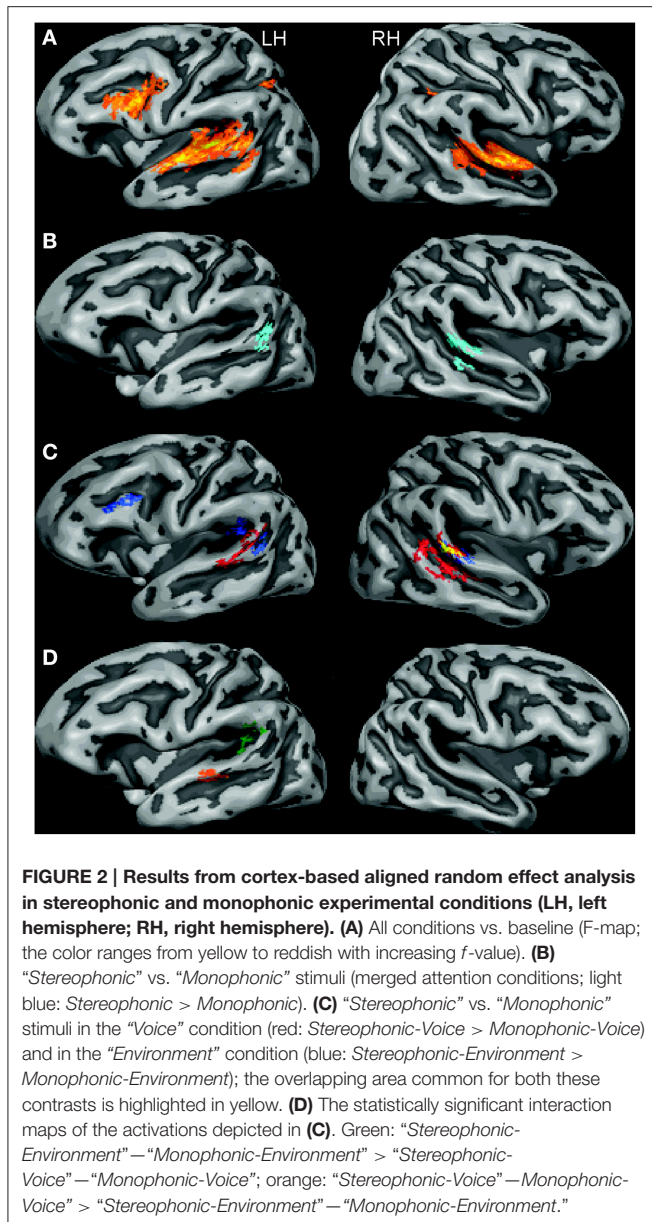 A
LH
RH
B
C
D
FIGURE 2 | Results from cortex-based aligned random effect analysis
in stereophonic and monophonic experimental conditions (LH, left
hemisphere; RH, right hemisphere). (A) All conditions vs. baseline (F-map;
the color ranges from yellow to reddish with increasing f-value). (B)
“Stereophonic” vs. “Monophonic” stimuli (merged attention conditions; light
blue: Stereophonic > Monophonic). (C) “Stereophonic” vs. “Monophonic”
stimuli in the “Voice” condition (red: Stereophonic-Voice > Monophonic-Voice)
and in the “Environment” condition (blue: Stereophonic-Environment >
Monophonic-Environment); the overlapping area common for both these
contrasts is highlighted in yellow. (D) The statistically significant interaction
maps of the activations depicted in (C). Green: “Stereophonic-
Environment”—“Monophonic-Environment” > “Stereophonic-
Voice”—“Monophonic-Voice”; orange: “Stereophonic-Voice”—Monophonic-
Voice” > “Stereophonic-Environment”—“Monophonic-Environment.”